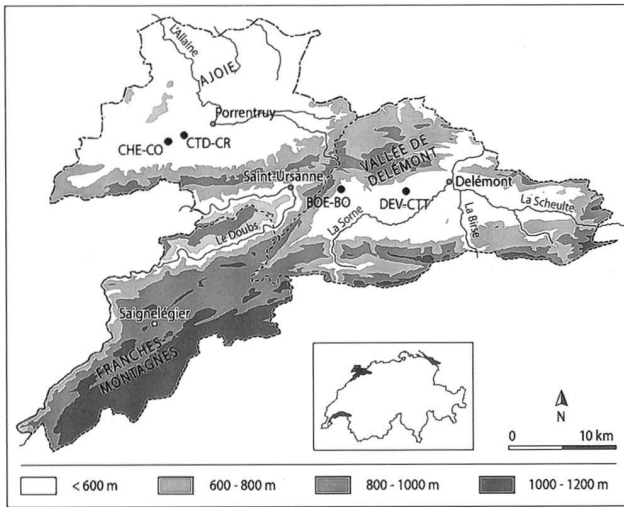 L'Allaine
AJOIE
Porrentruy
CHE-CO
CTD-CR
VALLÉE DE
DELÉMONT
Saint-Ursanne
BOE-BO
DEV-CTT
Delémont
La Scheulte
La Sorne
La Birse
Le Doubs
Saignelégier
FRANCHES-
MONTAGNES
N
0 10 km
< 600 m 600 - 800 m 800 - 1000 m 1000 - 1200 m